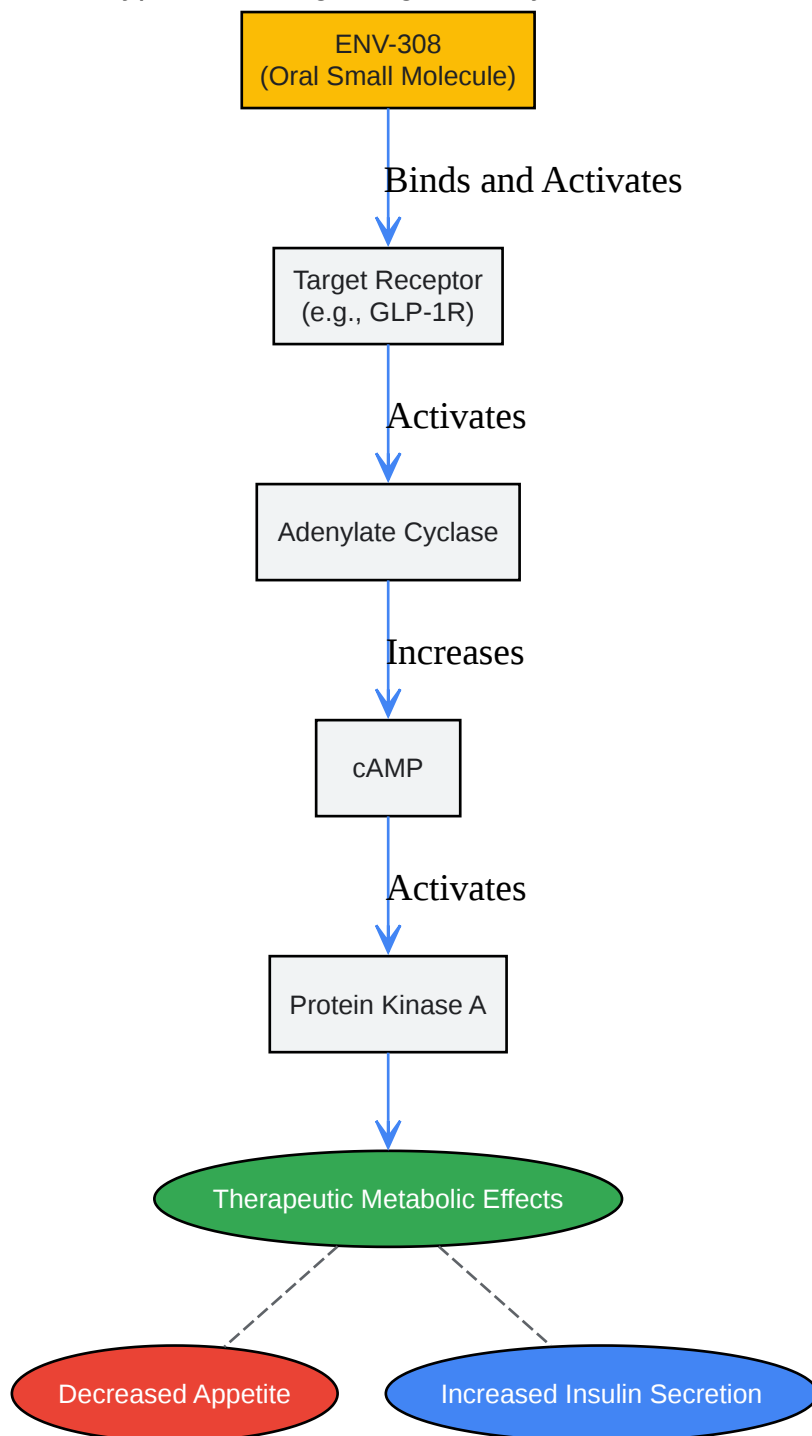 ENV-308
(Oral Small Molecule)
Binds and Activates
Target Receptor
(e.g., GLP-1R)
Activates
Adenylate Cyclase
Increases
cAMP
Activates
Protein Kinase A
Therapeutic Metabolic Effects
Decreased Appetite
Increased Insulin Secretion